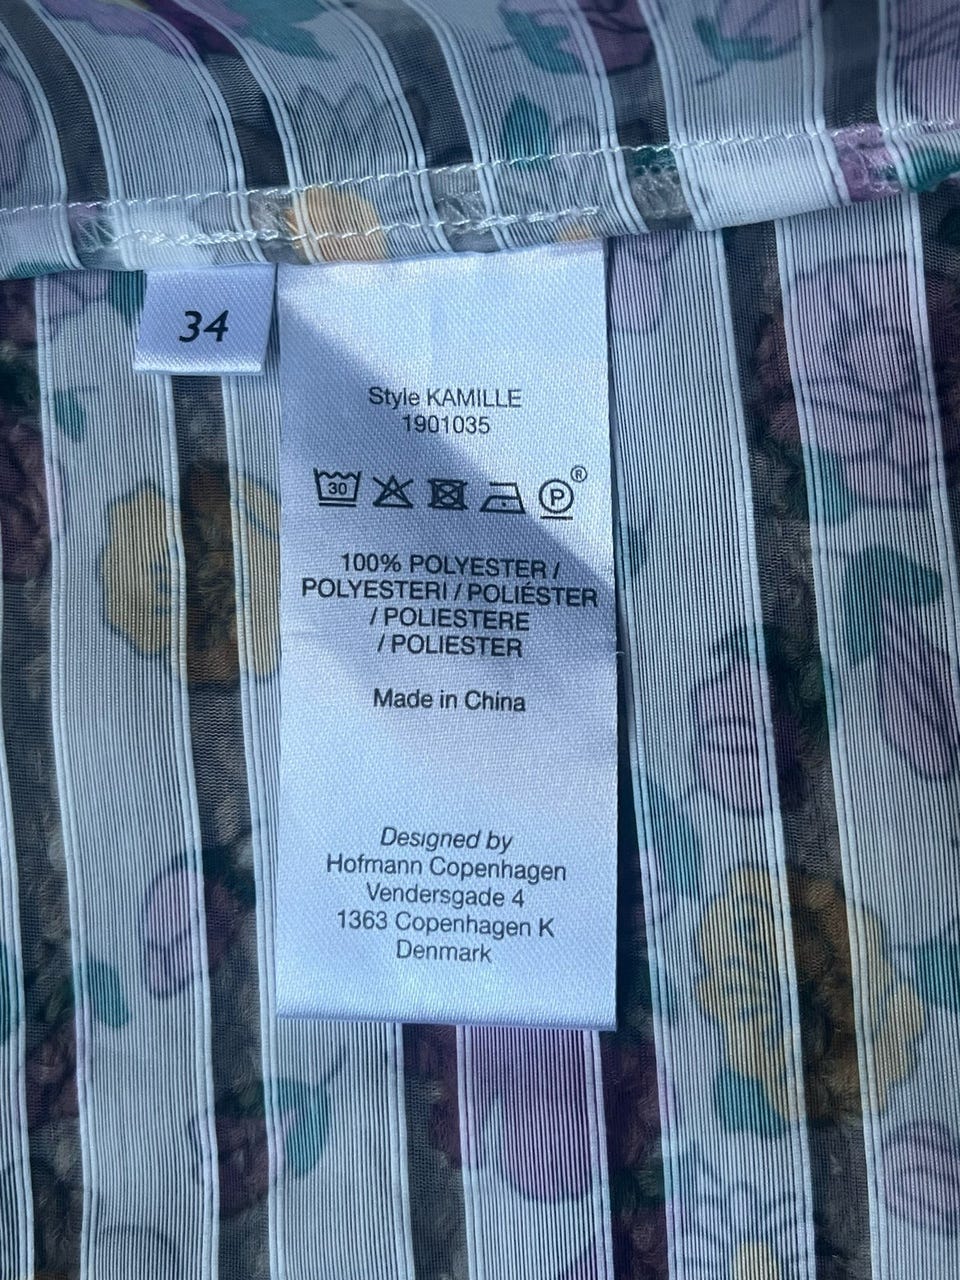 34
Style KAMILLE
1901035
30 P ®
100% POLYESTER /
POLYESTERI / POLIÉSTER
/ POLIESTERE
/ POLIESTER
Made in China
Designed by
Hofmann Copenhagen
Vendersgade 4
1363 Copenhagen K
Denmark